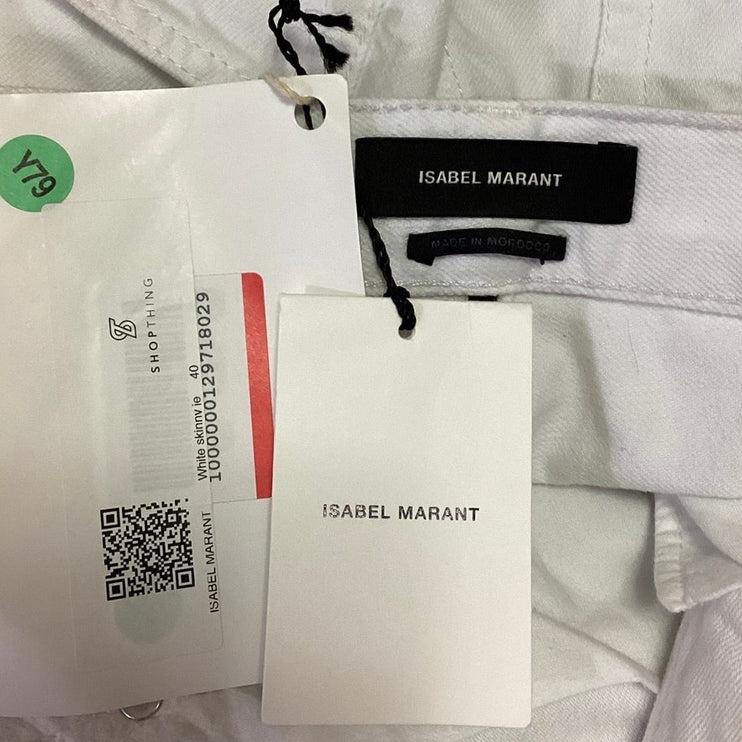 Y79
SHOPTHING
40
White skinny je
1000000129718029
ISABEL MARANT
ISABEL MARANT
MADE IN MOROCCO
ISABEL MARANT